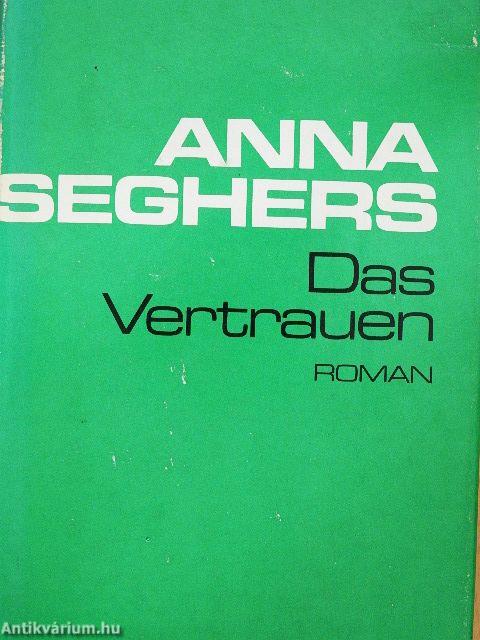 ANNA
SEGHERS
Das
Vertrauen
ROMAN
Antikvárium.hu